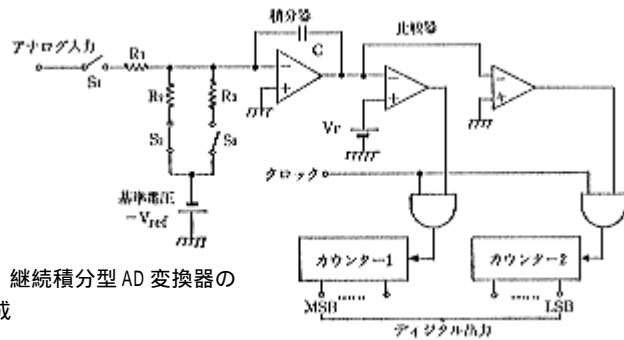 積分器
比較器
アナログ入力
S₁
R₁
C
R₂
R₃
S₂
S₃
Vr
クロック
基準電圧
−Vref
カウンター1
カウンター2
MSB
LSB
ディジタル出力
継続積分型 AD 変換器の
成